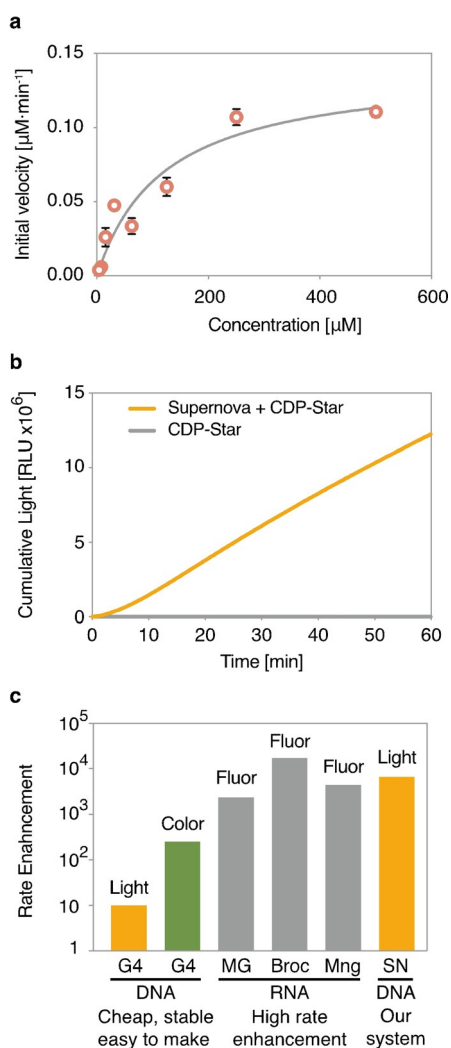 a
Initial velocity [µM·min⁻¹]
0.15
0.10
0.05
0.00
0 200 400 600
Concentration [µM]
b
Cumulative Light [RLU x10⁶]
15
10
5
0
Supernova + CDP-Star
CDP-Star
0 10 20 30 40 50 60
Time [min]
c
Rate Enahncement
10⁵
10⁴
10³
10²
10
1
Light
Color
Fluor
Fluor
Fluor
Light
G4 G4 MG Broc Mng SN
DNA RNA DNA
Cheap, stable High rate Our
easy to make enhancement system